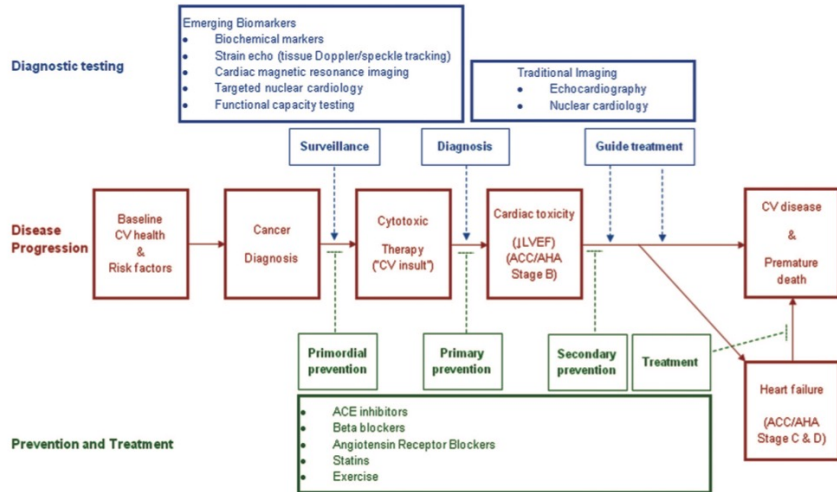 Emerging Biomarkers
• Biochemical markers
• Strain echo (tissue Doppler/speckle tracking)
• Cardiac magnetic resonance imaging
• Targeted nuclear cardiology
• Functional capacity testing
Diagnostic testing
Traditional Imaging
• Echocardiography
• Nuclear cardiology
Surveillance
Diagnosis
Guide treatment
Disease
Progression
Baseline
CV health
&
Risk factors
Cancer
Diagnosis
Cytotoxic
Therapy
("CV insult")
Cardiac toxicity
(↓LVEF)
(ACC/AHA
Stage B)
CV disease
&
Premature
death
Primordial
prevention
Primary
prevention
Secondary
prevention
Treatment
Heart failure
(ACC/AHA
Stage C & D)
Prevention and Treatment
• ACE inhibitors
• Beta blockers
• Angiotensin Receptor Blockers
• Statins
• Exercise